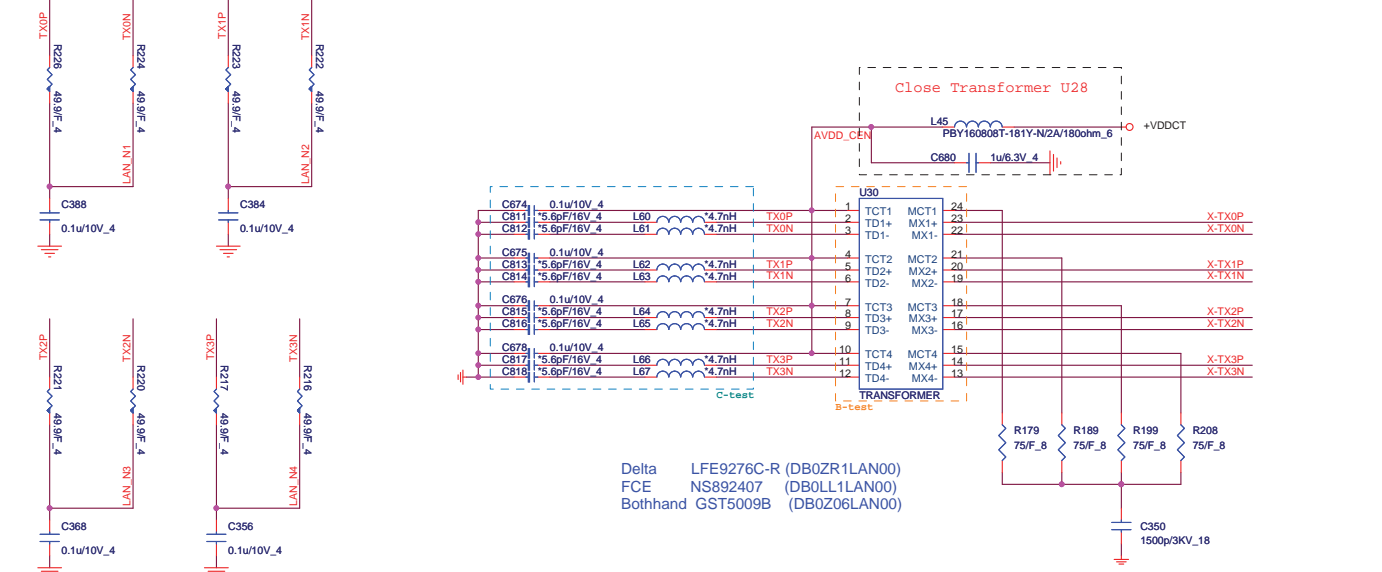 TX0P
TX0N
TX1P
TX1N
R226
R224
R223
R222
49.9/F_4
49.9/F_4
49.9/F_4
49.9/F_4
LAN_N1
LAN_N2
C388
0.1u/10V_4
C384
0.1u/10V_4
TX2P
TX2N
TX3P
TX3N
R221
R220
R217
R216
49.9/F_4
49.9/F_4
49.9/F_4
49.9/F_4
LAN_N3
LAN_N4
C368
0.1u/10V_4
C356
0.1u/10V_4
Close Transformer U28
L45
PBY160808T-181Y-N/2A/180ohm_6
+VDDCT
AVDD_CEN
C680
1u/6.3V_4
U30
C674 0.1u/10V_4
C811 *5.6pF/16V_4 L60 *4.7nH TX0P
C812 *5.6pF/16V_4 L61 *4.7nH TX0N
C675 0.1u/10V_4
C813 *5.6pF/16V_4 L62 *4.7nH TX1P
C814 *5.6pF/16V_4 L63 *4.7nH TX1N
C676 0.1u/10V_4
C815 *5.6pF/16V_4 L64 *4.7nH TX2P
C816 *5.6pF/16V_4 L65 *4.7nH TX2N
C678 0.1u/10V_4
C817 *5.6pF/16V_4 L66 *4.7nH TX3P
C818 *5.6pF/16V_4 L67 *4.7nH TX3N
C-test
1 TCT1 MCT1 24
2 TD1+ MX1+ 23 X-TX0P
3 TD1- MX1- 22 X-TX0N
4 TCT2 MCT2 21
5 TD2+ MX2+ 20 X-TX1P
6 TD2- MX2- 19 X-TX1N
7 TCT3 MCT3 18
8 TD3+ MX3+ 17 X-TX2P
9 TD3- MX3- 16 X-TX2N
10 TCT4 MCT4 15
11 TD4+ MX4+ 14 X-TX3P
12 TD4- MX4- 13 X-TX3N
TRANSFORMER
B-test
R179
75/F_8
R189
75/F_8
R199
75/F_8
R208
75/F_8
C350
1500p/3KV_18
Delta LFE9276C-R (DB0ZR1LAN00)
FCE NS892407 (DB0LL1LAN00)
Bothhand GST5009B (DB0Z06LAN00)